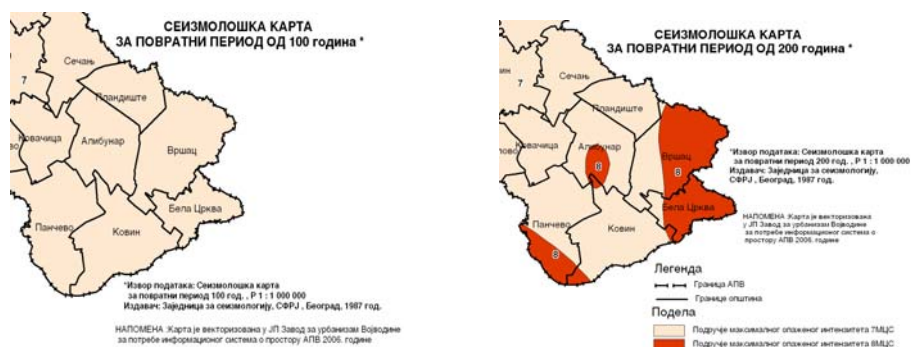 СЕИЗМОЛОШКА КАРТА
ЗА ПОВРАТНИ ПЕРИОД ОД 100 година *
Сечањ
7
Пландиште
Ковачица
Алибунар
Вршац
Бела Црква
Панчево
Ковин
*Извор података: Сеизмолошка карта
за повратни период 100 год. , Р 1 : 1 000 000
Издавач: Заједница за сеизмологију, СФРЈ , Београд, 1987 год.
НАПОМЕНА :Карта је векторизована у ЈП Завод за урбанизам Војводине
за потребе информационог система о простору АПВ 2006. године
СЕИЗМОЛОШКА КАРТА
ЗА ПОВРАТНИ ПЕРИОД ОД 200 година *
Сечањ
7
Пландиште
Ковачица
Алибунар
8
Вршац
8
Бела Црква
Панчево
Ковин
8
*Извор података: Сеизмолошка карта
за повратни период 200 год. , Р 1 : 1 000 000
Издавач: Заједница за сеизмологију,
СФРЈ , Београд, 1987 год.
НАПОМЕНА :Карта је векторизована
у ЈП Завод за урбанизам Војводине
за потребе информационог система о
простору АПВ 2006. године
Легенда
Граница АПВ
Границе општина
Подела
Подручје максималног опаженог интензитета 7МЦС
Подручје максималног опаженог интензитета 8МЦС